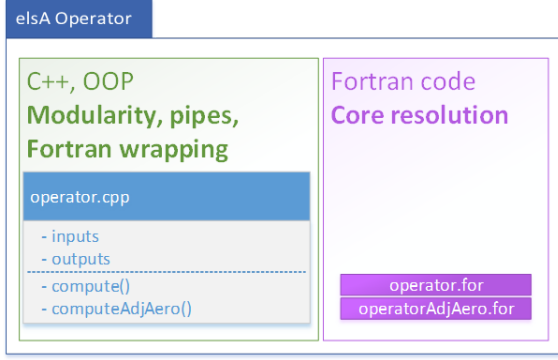 elsA Operator
C++, OOP
Modularity, pipes,
Fortran wrapping
operator.cpp
- inputs
- outputs
- compute()
- computeAdjAero()
Fortran code
Core resolution
operator.for
operatorAdjAero.for